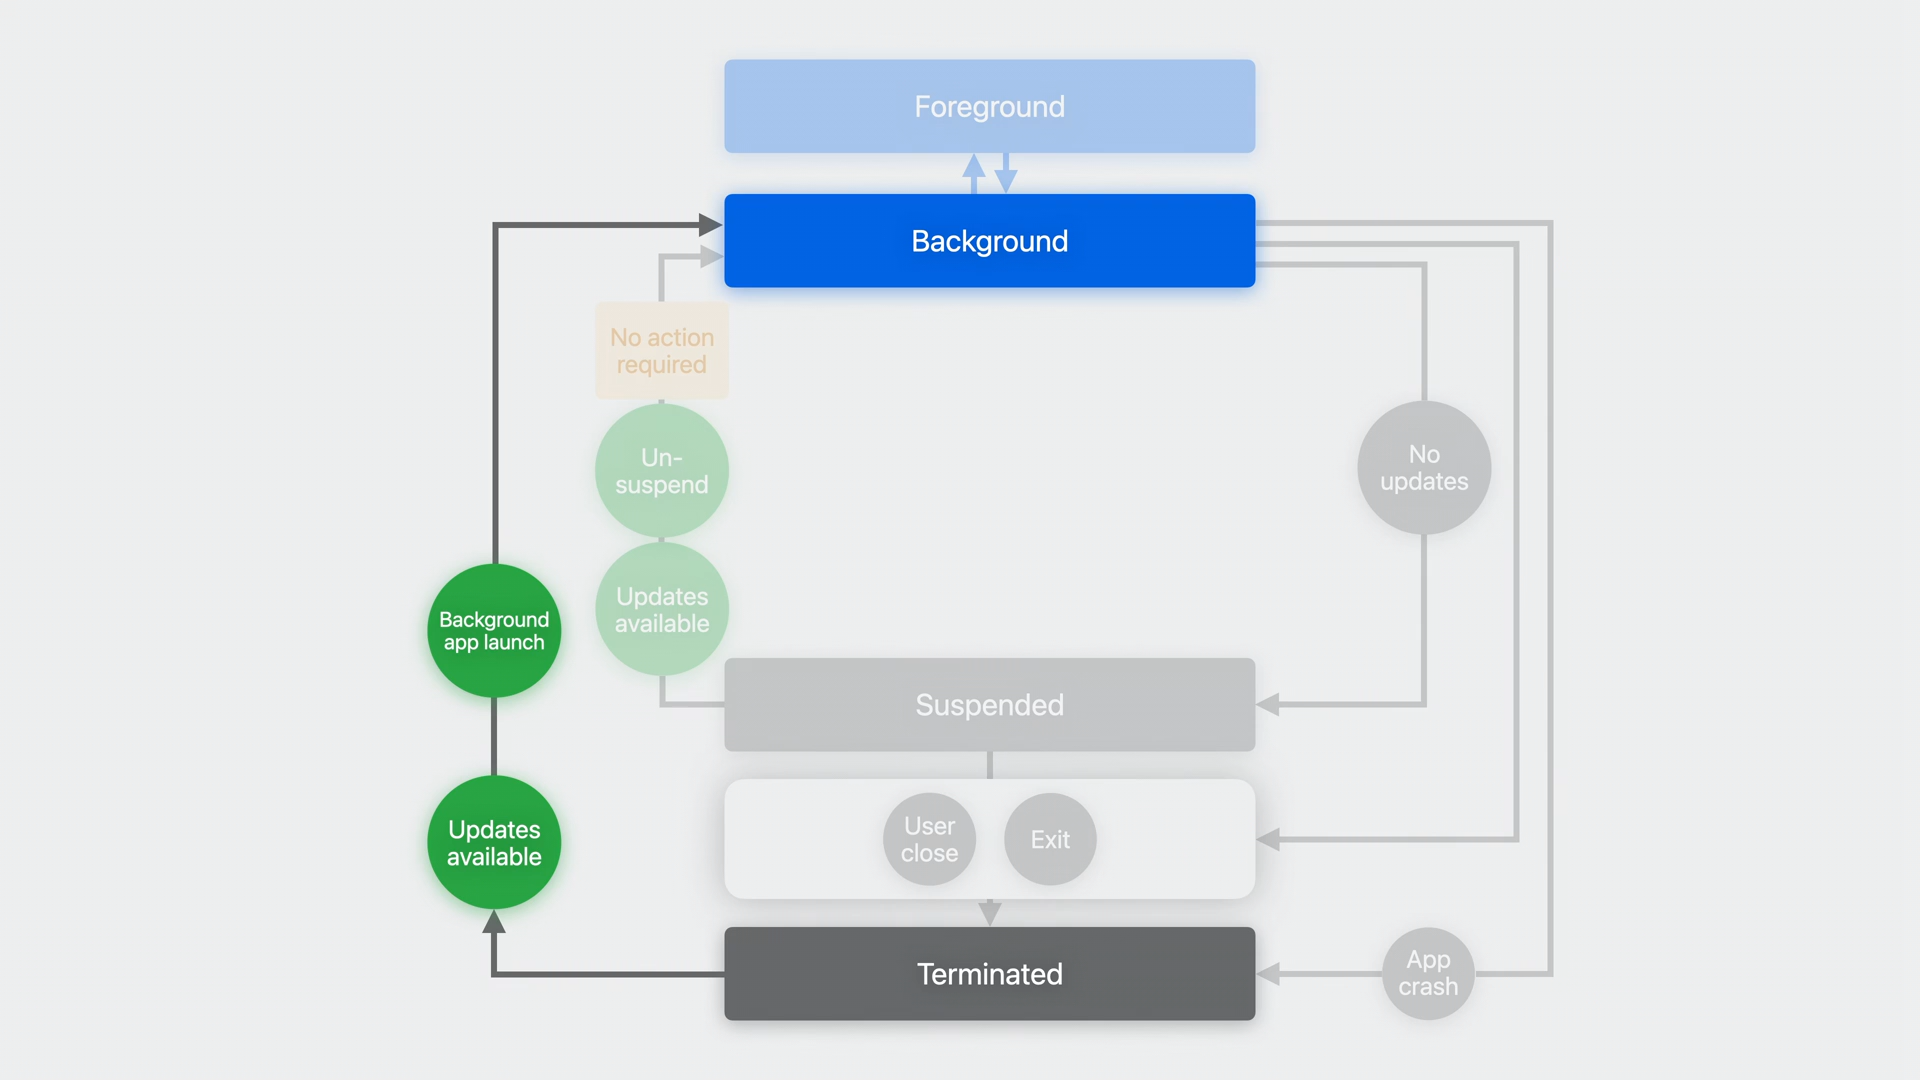 Foreground
Background
No action
required
Un-
suspend
No
updates
Updates
available
Background
app launch
Suspended
User
close
Exit
Updates
available
Terminated
App
crash